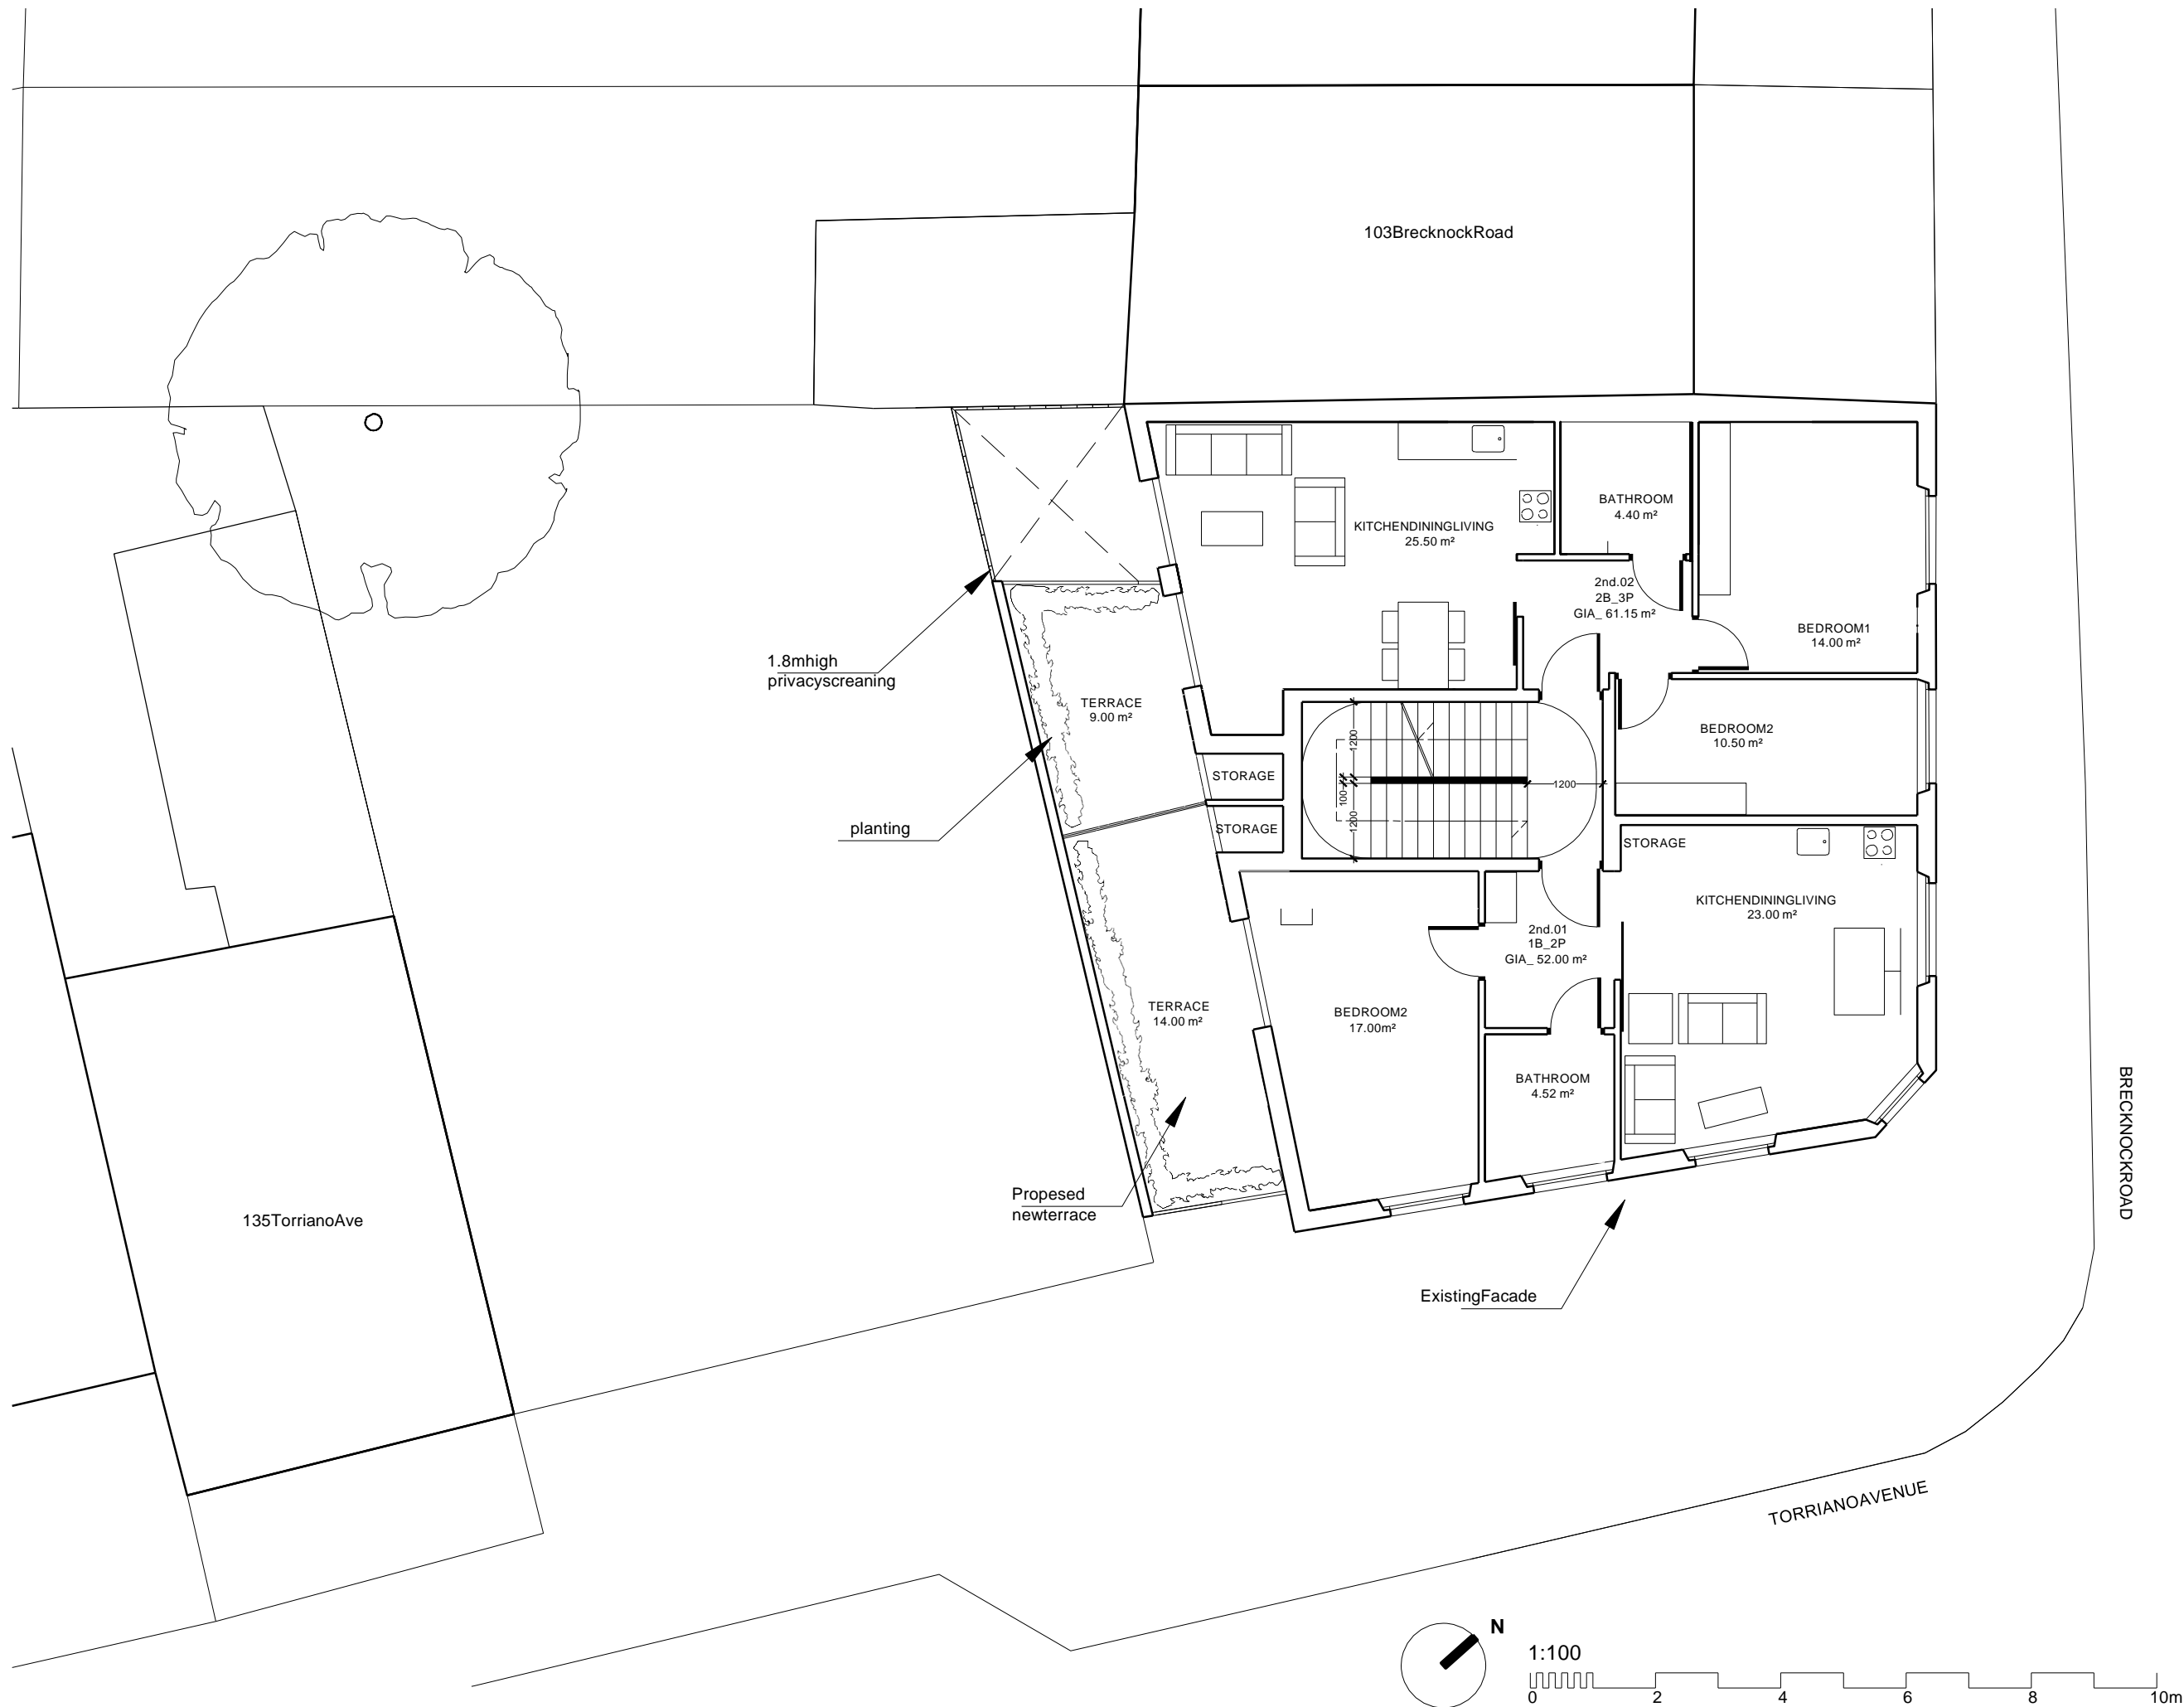 103BrecknockRoad
BATHROOM
4.40 m²
KITCHENDININGLIVING
25.50 m²
2nd.02
2B_3P
GIA_ 61.15 m²
BEDROOM1
14.00 m²
1.8mhigh
privacyscreaning
TERRACE
9.00 m²
BEDROOM2
10.50 m²
1200
100
1200
1200
STORAGE
STORAGE
planting
STORAGE
KITCHENDININGLIVING
23.00 m²
2nd.01
1B_2P
GIA_ 52.00 m²
TERRACE
14.00 m²
BEDROOM2
17.00m²
BATHROOM
4.52 m²
BRECKNOCKROAD
Propesed
newterrace
135TorrianoAve
ExistingFacade
TORRIANOAVENUE
N
1:100
0 2 4 6 8 10m